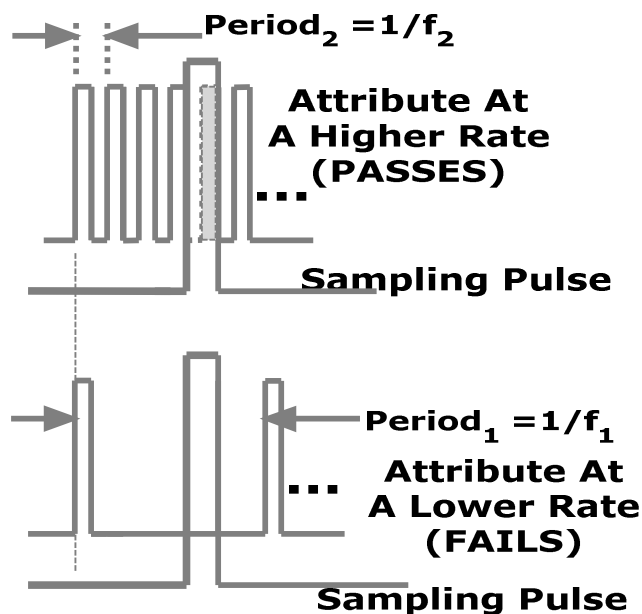 Period2 =1/f2
Attribute At
A Higher Rate
(PASSES)
...
Sampling Pulse
Period1 =1/f1
Attribute At
A Lower Rate
(FAILS)
...
Sampling Pulse